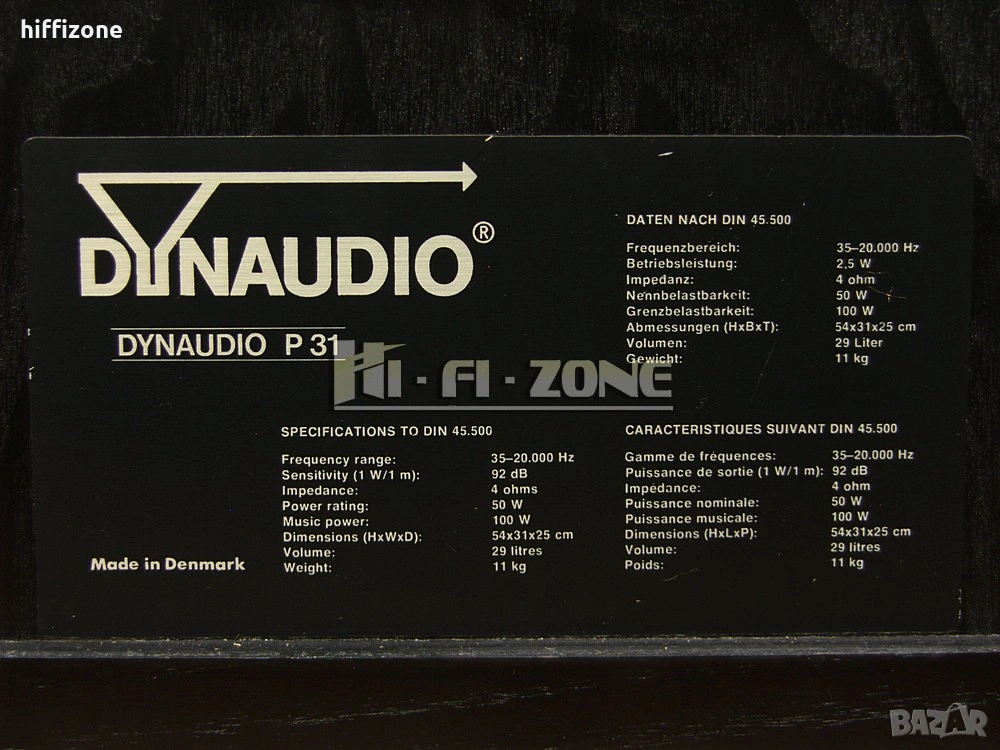 hiffizone
DYNAUDIO®
DYNAUDIO P 31
HI-FI-ZONE
DATEN NACH DIN 45.500
Frequenzbereich: 35–20.000 Hz
Betriebsleistung: 2,5 W
Impedanz: 4 ohm
Nennbelastbarkeit: 50 W
Grenzbelastbarkeit: 100 W
Abmessungen (HxBxT): 54x31x25 cm
Volumen: 29 Liter
Gewicht: 11 kg
SPECIFICATIONS TO DIN 45.500
Frequency range: 35–20.000 Hz
Sensitivity (1 W/1 m): 92 dB
Impedance: 4 ohms
Power rating: 50 W
Music power: 100 W
Dimensions (HxWxD): 54x31x25 cm
Volume: 29 litres
Weight: 11 kg
CARACTERISTIQUES SUIVANT DIN 45.500
Gamme de fréquences: 35–20.000 Hz
Puissance de sortie (1 W/1 m): 92 dB
Impédance: 4 ohm
Puissance nominale: 50 W
Puissance musicale: 100 W
Dimensions (HxLxP): 54x31x25 cm
Volume: 29 litres
Poids: 11 kg
Made in Denmark
BAZAR